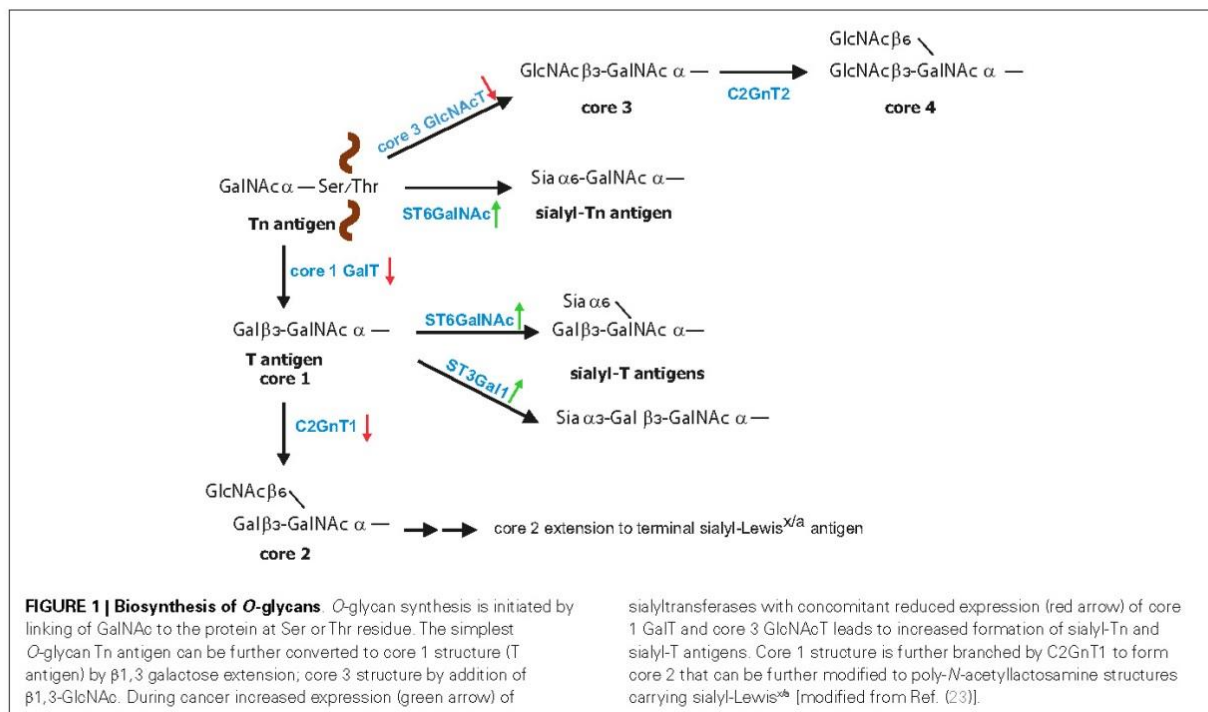 GlcNAcβ6
GlcNAcβ3-GalNAc α —
core 3
C2GnT2
GlcNAcβ3-GalNAc α —
core 4
core 3 GlcNAcT
GalNAc α — Ser/Thr
Tn antigen
ST6GalNAc
Sia α6-GalNAc α —
sialyl-Tn antigen
core 1 GalT
Galβ3-GalNAc α —
T antigen
core 1
ST6GalNAc
Sia α6
Galβ3-GalNAc α —
sialyl-T antigens
ST3Gal1
Sia α3-Gal β3-GalNAc α —
C2GnT1
GlcNAcβ6
Galβ3-GalNAc α —
core 2
core 2 extension to terminal sialyl-Lewis^x/a antigen
FIGURE 1 | Biosynthesis of O-glycans. O-glycan synthesis is initiated by
linking of GalNAc to the protein at Ser or Thr residue. The simplest
O-glycan Tn antigen can be further converted to core 1 structure (T
antigen) by β1,3 galactose extension; core 3 structure by addition of
β1,3-GlcNAc. During cancer increased expression (green arrow) of
sialyltransferases with concomitant reduced expression (red arrow) of core
1 GalT and core 3 GlcNAcT leads to increased formation of sialyl-Tn and
sialyl-T antigens. Core 1 structure is further branched by C2GnT1 to form
core 2 that can be further modified to poly-N-acetyllactosamine structures
carrying sialyl-Lewis^x/a [modified from Ref. (23)].